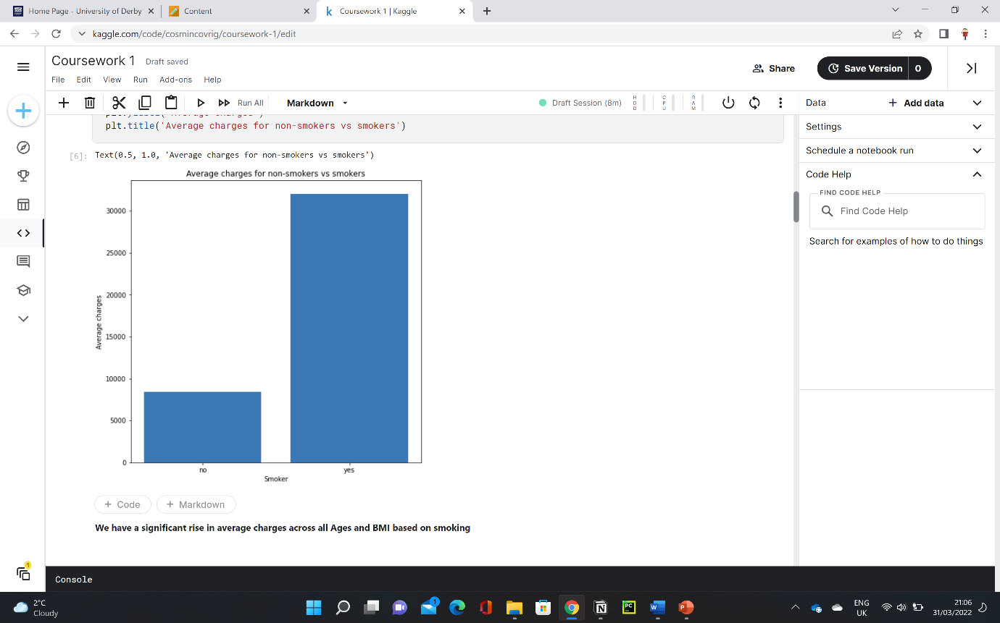 Home Page - University of Derby
Content
Coursework 1 | Kaggle
kaggle.com/code/cosmincovrig/coursework-1/edit
Coursework 1 Draft saved
File Edit View Run Add-ons Help
Share
Save Version 0
Run All
Markdown
Draft Session (8m)
HDD
CPU
RAM
Data
Add data
Settings
Schedule a notebook run
Code Help
FIND CODE HELP
Find Code Help
Search for examples of how to do things
plt.title('Average charges for non-smokers vs smokers')
[6]: Text(0.5, 1.0, 'Average charges for non-smokers vs smokers')
Average charges for non-smokers vs smokers
30000
25000
20000
15000
10000
5000
0
Average charges
no
yes
Smoker
+ Code
+ Markdown
We have a significant rise in average charges across all Ages and BMI based on smoking
1
Console
2°C
Cloudy
1
ENG
UK
21:06
31/03/2022